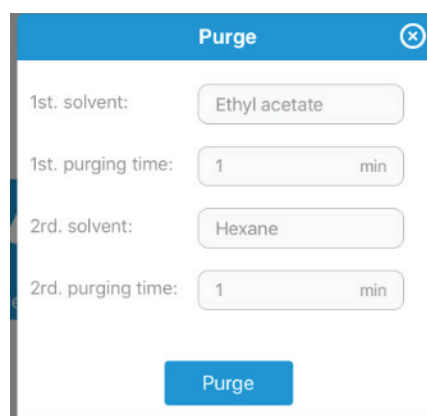 Purge
1st. solvent: Ethyl acetate
1st. purging time: 1 min
2rd. solvent: Hexane
2rd. purging time: 1 min
Purge